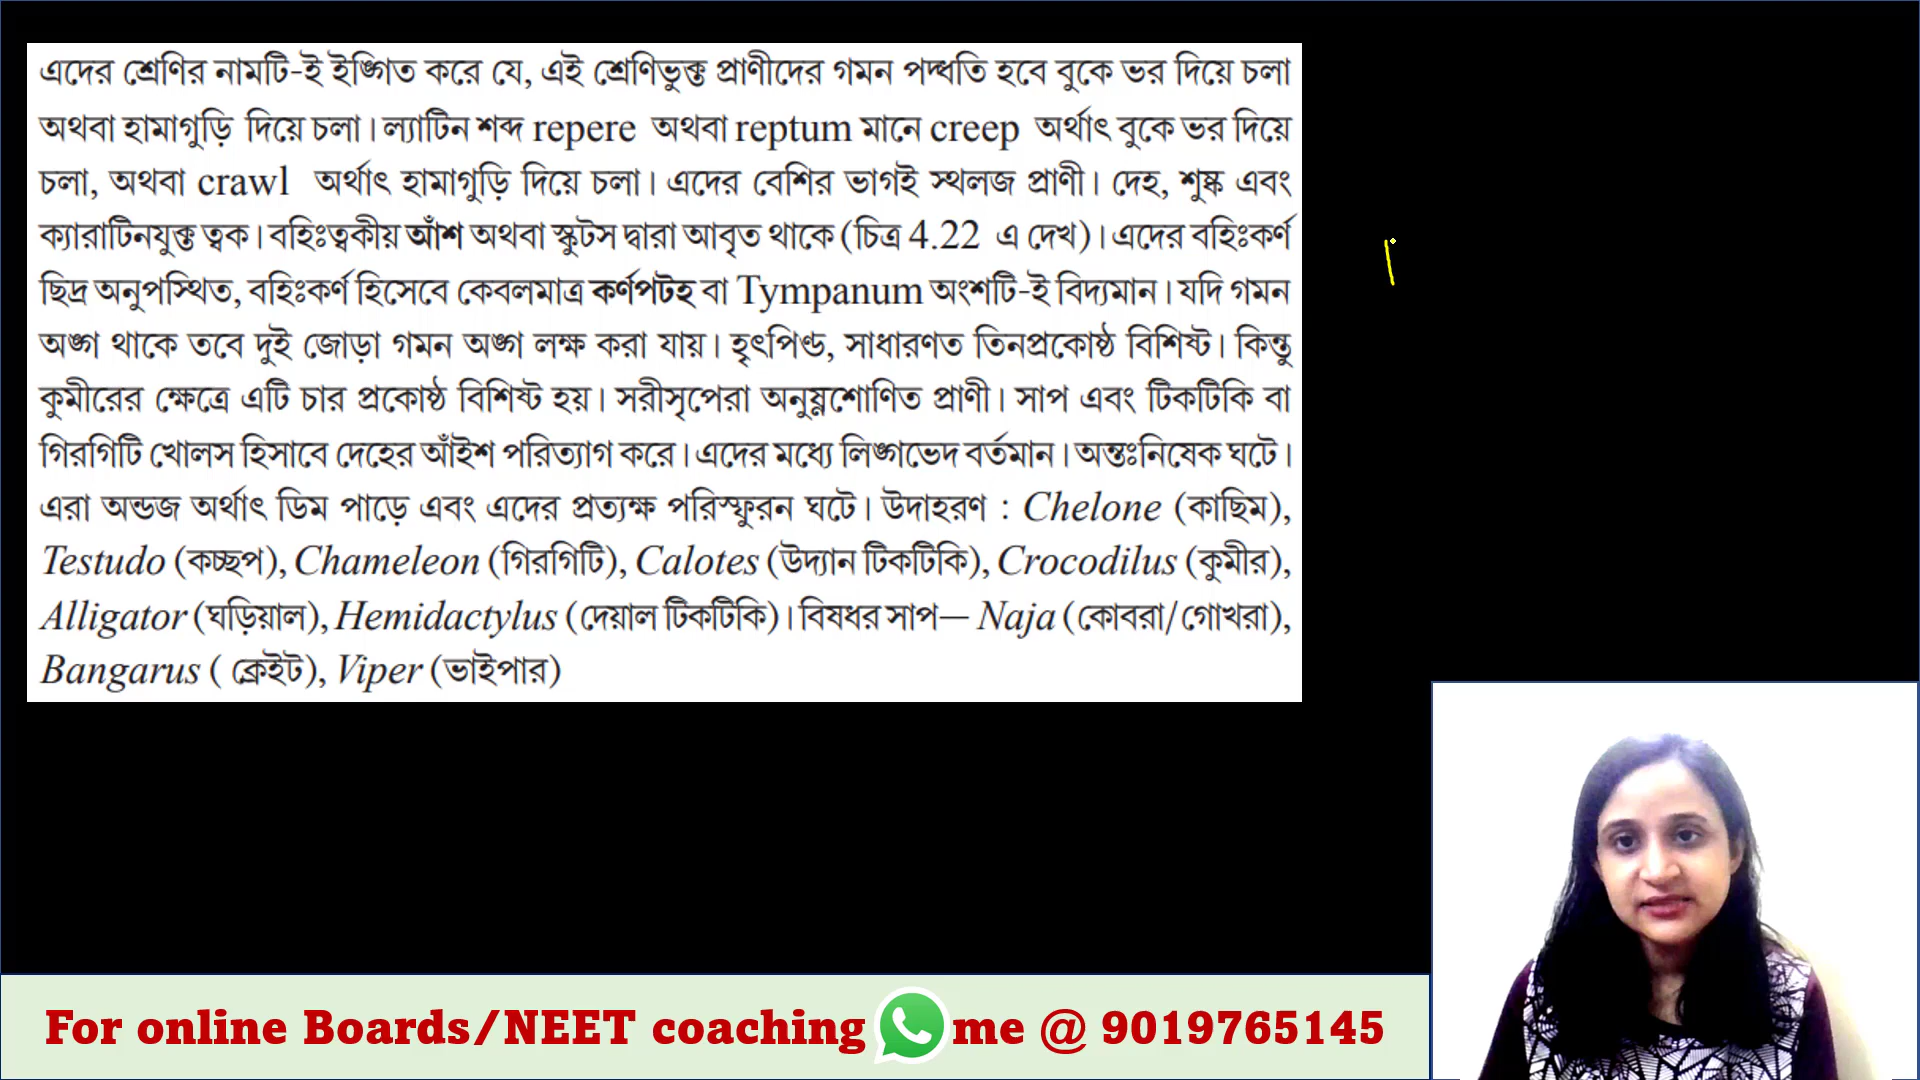 এদের শ্রেণির নামটি-ই ইঙ্গিত করে যে, এই শ্রেণিভুক্ত প্রাণীদের গমন পদ্ধতি হবে বুকে ভর দিয়ে চলা
অথবা হামাগুড়ি দিয়ে চলা। ল্যাটিন শব্দ repere অথবা reptum মানে creep অর্থাৎ বুকে ভর দিয়ে
চলা, অথবা crawl অর্থাৎ হামাগুড়ি দিয়ে চলা। এদের বেশির ভাগই স্থলজ প্রাণী। দেহ, শুষ্ক এবং
ক্যারাটিনযুক্ত ত্বক। বহিঃত্বকীয় আঁশ অথবা স্কুটস দ্বারা আবৃত থাকে (চিত্র 4.22 এ দেখ)। এদের বহিঃকর্ণ
ছিদ্র অনুপস্থিত, বহিঃকর্ণ হিসেবে কেবলমাত্র কর্ণপটহ বা Tympanum অংশটি-ই বিদ্যমান। যদি গমন
অঙ্গ থাকে তবে দুই জোড়া গমন অঙ্গ লক্ষ করা যায়। হৃৎপিণ্ড, সাধারণত তিনপ্রকোষ্ঠ বিশিষ্ট। কিন্তু
কুমীরের ক্ষেত্রে এটি চার প্রকোষ্ঠ বিশিষ্ট হয়। সরীসৃপেরা অনুষ্ণশোণিত প্রাণী। সাপ এবং টিকটিকি বা
গিরগিটি খোলস হিসাবে দেহের আঁইশ পরিত্যাগ করে। এদের মধ্যে লিঙ্গভেদ বর্তমান। অন্তঃনিষেক ঘটে।
এরা অন্ডজ অর্থাৎ ডিম পাড়ে এবং এদের প্রত্যক্ষ পরিস্ফুরন ঘটে। উদাহরণ : Chelone (কাছিম),
Testudo (কচ্ছপ), Chameleon (গিরগিটি), Calotes (উদ্যান টিকটিকি), Crocodilus (কুমীর),
Alligator (ঘড়িয়াল), Hemidactylus (দেয়াল টিকটিকি)। বিষধর সাপ— Naja (কোবরা/গোখরা),
Bangarus ( ক্রেইট), Viper (ভাইপার)
For online Boards/NEET coaching me @ 9019765145